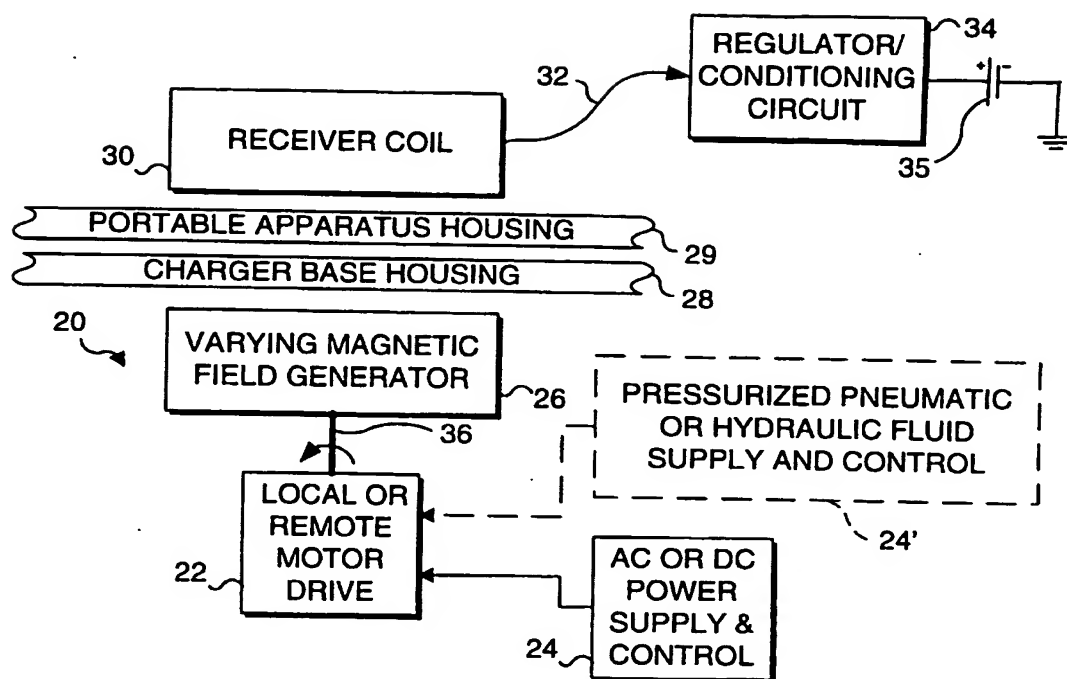 34
REGULATOR/
CONDITIONING
CIRCUIT
32
+ -
35
RECEIVER COIL
30
PORTABLE APPARATUS HOUSING
29
CHARGER BASE HOUSING
28
20
VARYING MAGNETIC
FIELD GENERATOR
26
36
PRESSURIZED PNEUMATIC
OR HYDRAULIC FLUID
SUPPLY AND CONTROL
24'
LOCAL OR
REMOTE
MOTOR
DRIVE
22
AC OR DC
POWER
SUPPLY &
CONTROL
24